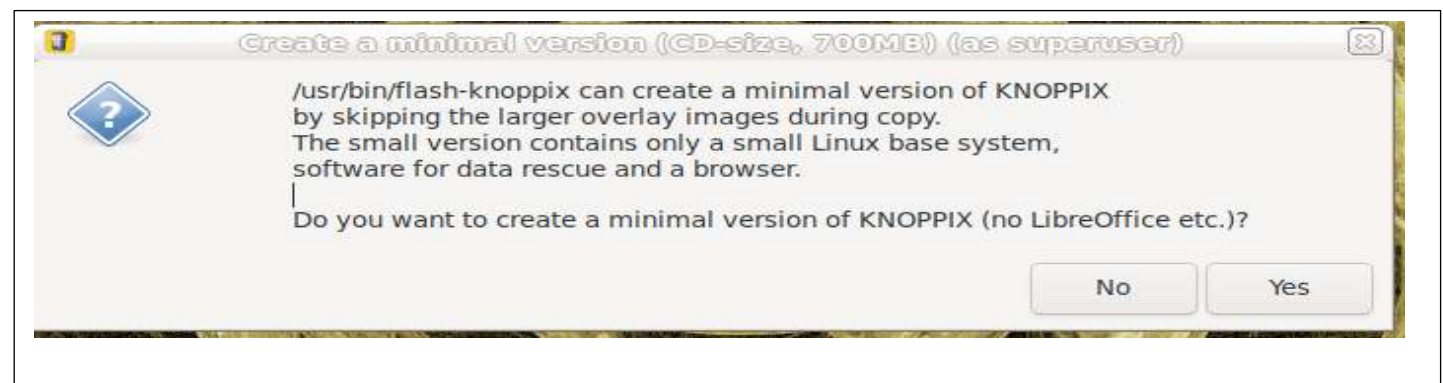 Create a minimal version (CD-size, 700MB) (as superuser)
/usr/bin/flash-knoppix can create a minimal version of KNOPPIX
by skipping the larger overlay images during copy.
The small version contains only a small Linux base system,
software for data rescue and a browser.
Do you want to create a minimal version of KNOPPIX (no LibreOffice etc.)?
No Yes